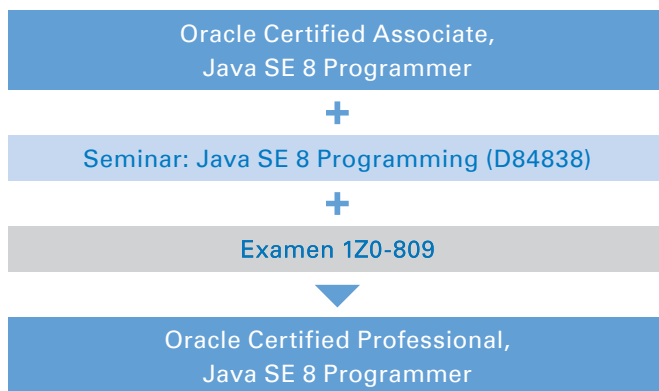 Oracle Certified Associate,
Java SE 8 Programmer
+
Seminar: Java SE 8 Programming (D84838)
+
Examen 1Z0-809
Oracle Certified Professional,
Java SE 8 Programmer